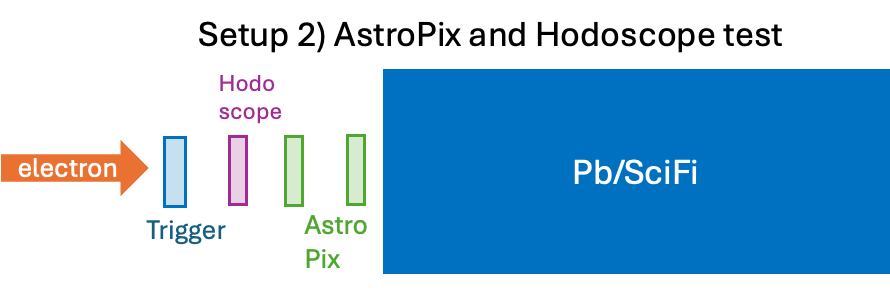 Setup 2) AstroPix and Hodoscope test
Hodo
scope
electron
Pb/SciFi
Trigger
Astro
Pix